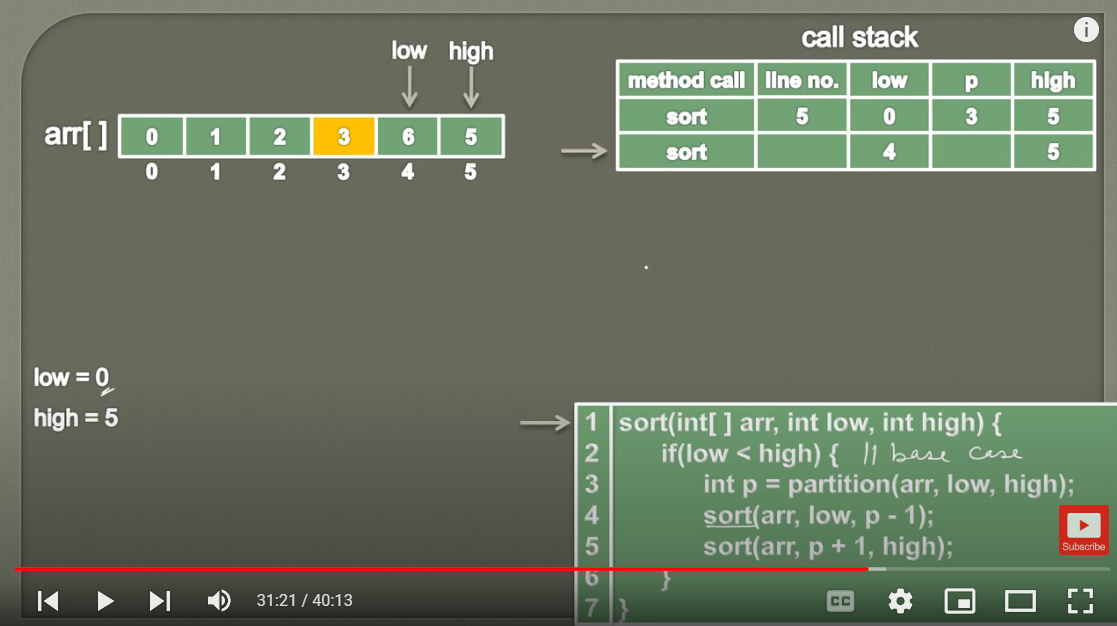 call stack
low high
method call line no. low p high
arr[ ] 0 1 2 3 6 5
sort 5 0 3 5
sort 4 5
0 1 2 3 4 5
low = 0
high = 5
1 sort(int[ ] arr, int low, int high) {
2 if(low < high) { // base case
3 int p = partition(arr, low, high);
4 sort(arr, low, p - 1);
5 sort(arr, p + 1, high);
6 }
7 }
Subscribe
31:21 / 40:13
CC
i